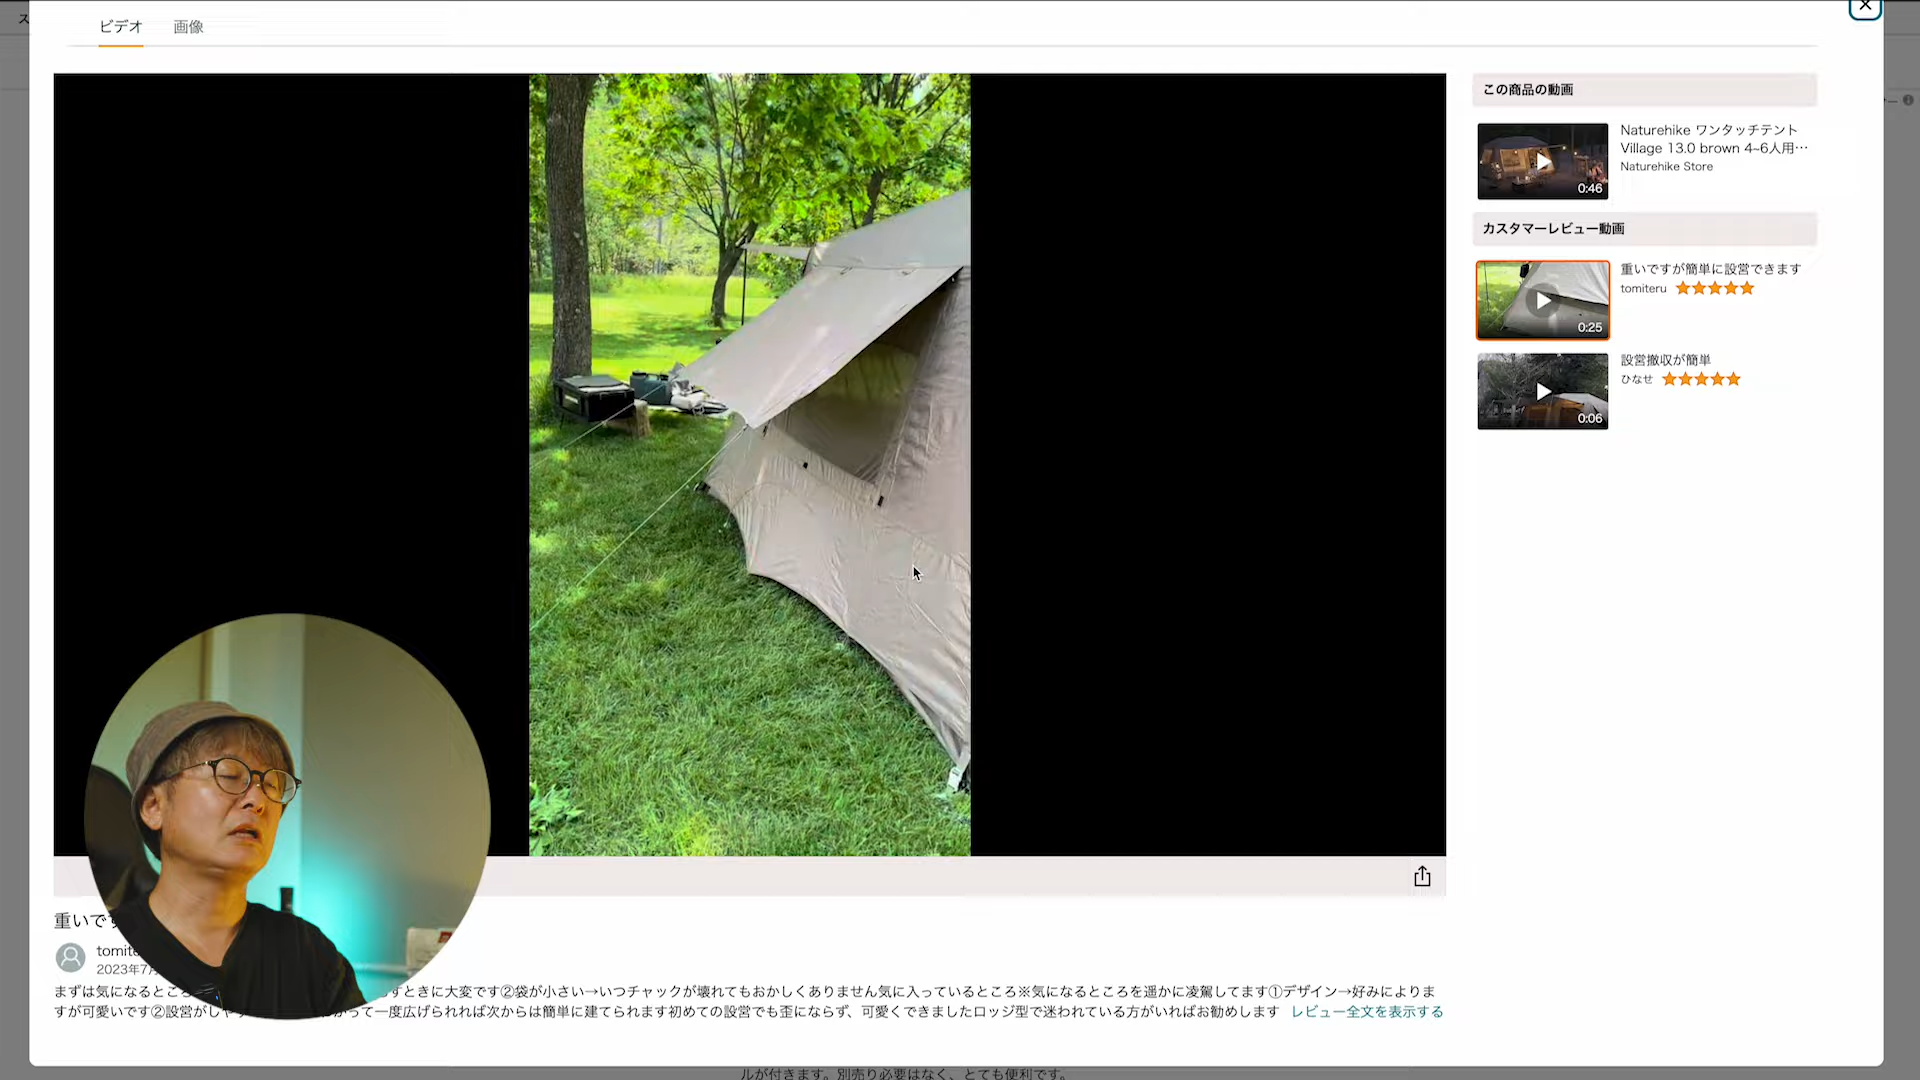 ス
ビデオ 画像
この商品の動画
Naturehike ワンタッチテント
Village 13.0 brown 4~6人用…
Naturehike Store
0:46
カスタマーレビュー動画
重いですが簡単に設営できます
tomiteru
0:25
設営撤収が簡単
ひなせ
0:06
重いで
tomite
2023年7月
まずは気になるところ すときに大変です②袋が小さい→いつチャックが壊れてもおかしくありません気に入っているところ※気になるところを遥かに凌駕してます①デザイン→好みによりま
すが可愛いです②設営がしや って一度広げられれば次からは簡単に建てられます初めての設営でも歪にならず、可愛くできましたロッジ型で迷われている方がいればお勧めします レビュー全文を表示する
ルが付きます。別売り必要はなく、とても便利です。